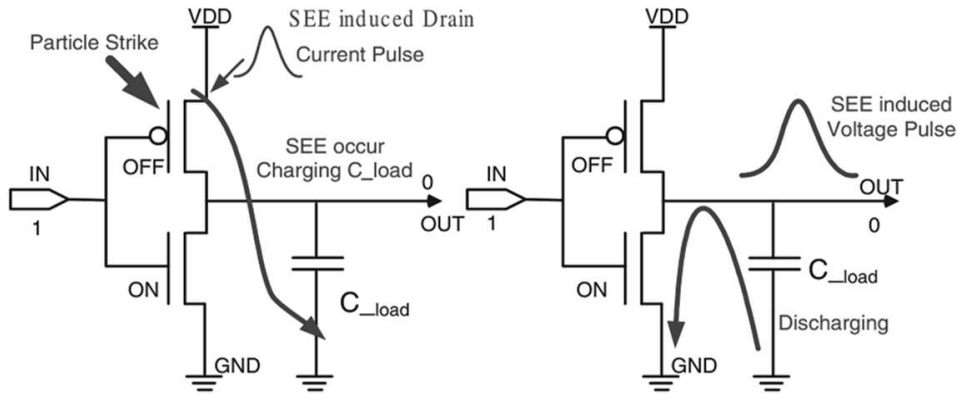 VDD
SEE induced Drain
Current Pulse
Particle Strike
OFF
SEE occur
Charging C_load
IN
1
0
OUT
ON
C_load
GND
VDD
SEE induced
Voltage Pulse
OFF
IN
1
OUT
0
ON
C_load
Discharging
GND